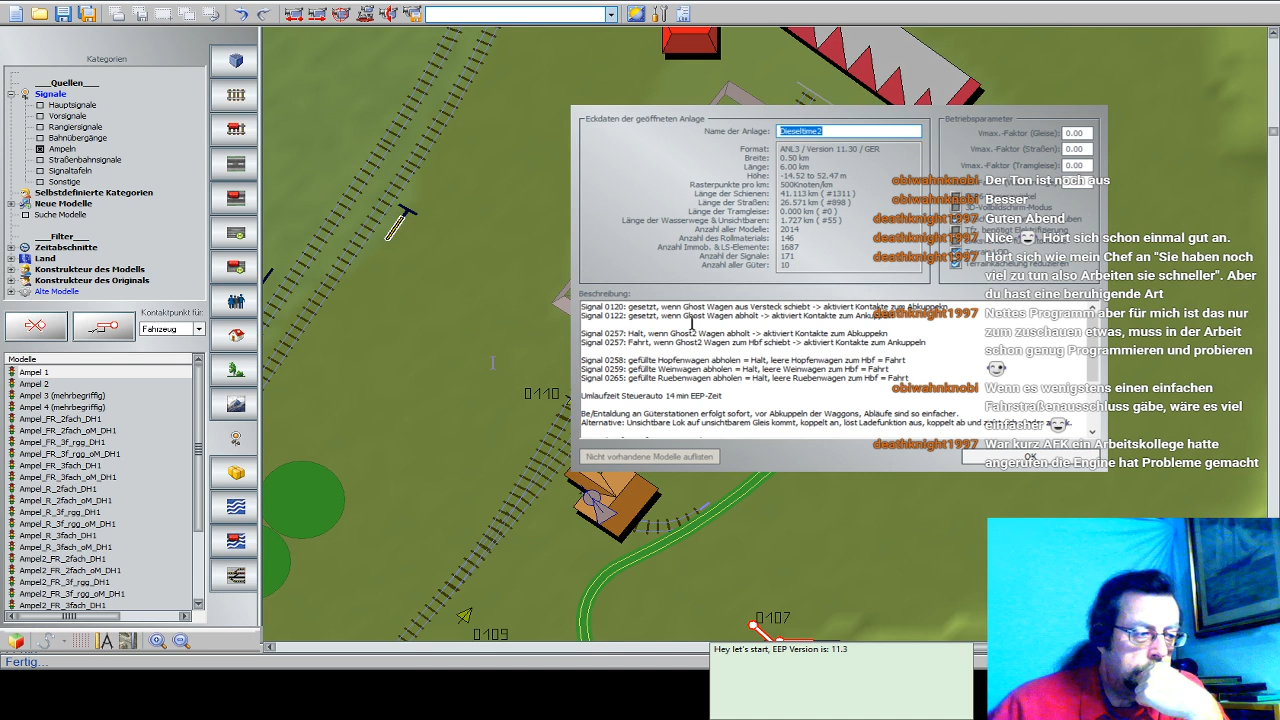 Kategorien
___Quellen___
Signale
Hauptsignale
Vorsignale
Rangiersignale
Bahnübergänge
Ampeln
Straßenbahnsignale
Signaltafeln
Sonstige
Selbstdefinierte Kategorien
Neue Modelle
Suche Modelle
___Filter___
Zeitabschnitte
Land
Konstrukteur des Modells
Konstrukteur des Originals
Alte Modelle
Kontaktpunkt für:
Fahrzeug
Modelle
Ampel 1
Ampel 2
Ampel 3 (mehrbegriffig)
Ampel 4 (mehrbegriffig)
Ampel_FR_2fach_DH1
Ampel_FR_2fach_oM_DH1
Ampel_FR_3f_rgg_DH1
Ampel_FR_3f_rgg_oM_DH1
Ampel_FR_3fach_DH1
Ampel_FR_3fach_oM_DH1
Ampel_R_2fach_DH1
Ampel_R_2fach_oM_DH1
Ampel_R_3f_rgg_DH1
Ampel_R_3f_rgg_oM_DH1
Ampel_R_3fach_DH1
Ampel_R_3fach_oM_DH1
Ampel2_FR_2fach_DH1
Ampel2_FR_2fach_oM_DH1
Ampel2_FR_3f_rgg_DH1
Ampel2_FR_3f_rgg_oM_DH1
Ampel2_FR_3fach_DH1
Fertig...
0110
0109
0107
Eckdaten der geöffneten Anlage
Name der Anlage: Dieseltime2
Format: ANL3 / Version 11.30 / GER
Breite: 0.50 km
Länge: 6.00 km
Höhe: -14.52 to 52.47 m
Rasterpunkte pro km: 500Knoten/km
Länge der Schienen: 41.113 km ( #1311 )
Länge der Straßen: 26.571 km ( #898 )
Länge der Tramgleise: 0.000 km ( #0 )
Länge der Wasserwege & Unsichtbaren: 1.727 km ( #55 )
Anzahl aller Modelle: 2014
Anzahl des Rollmaterials: 146
Anzahl Immob. & LS-Elemente: 1687
Anzahl der Signale: 171
Anzahl aller Güter: 10
Betriebsparameter
Vmax.-Faktor (Gleise): 0.00
Vmax. -Faktor (Straßen): 0.00
Vmax.-Faktor (Tramgleise): 0.00
Beschreibung:
Signal 0120: gesetzt, wenn Ghost Wagen aus Versteck schiebt -> aktiviert Kontakte zum Abkuppekn
Signal 0122: gesetzt, wenn Ghost Wagen abholt -> aktiviert Kontakte zum Ankuppeln
Signal 0257: Halt, wenn Ghost2 Wagen abholt -> aktiviert Kontakte zum Abkuppeln
Signal 0257: Fahrt, wenn Ghost2 Wagen zum Hbf schiebt -> aktiviert Kontakte zum Ankuppeln
Signal 0258: gefüllte Hopfenwagen abholen = Halt, leere Hopfenwagen zum Hbf = Fahrt
Signal 0259: gefüllte Weinwagen abholen = Halt, leere Weinwagen zum Hbf = Fahrt
Signal 0265: gefüllte Ruebenwagen abholen = Halt, leere Ruebenwagen zum Hbf = Fahrt
Umlaufzeit Steuerauto 14 min EEP-Zeit
Be/Entaldung an Güterstationen erfolgt sofort, vor Abkuppeln der Waggons, Abläufe sind so einfacher.
Alternative: Unsichtbare Lok auf unsichtbarem Gleis kommt, koppelt an, löst Ladefunktion aus, koppelt ab und
Nicht vorhandene Modelle auflisten
OK
obiwahnknobi Der Ton ist noch aus
obiwahnknobi Besser
deathknight1997 Guten Abend
deathknight1997 Nice Hört sich schon einmal gut an.
deathknight1997 Hört sich wie mein Chef an "Sie haben noch
viel zu tun also Arbeiten sie schneller". Aber
du hast eine beruhigende Art
deathknight1997 Nettes Programm aber für mich ist das nur
zum zuschauen etwas, muss in der Arbeit
schon genug Programmieren und probieren
obiwahnknobi Wenn es wenigstens einen einfachen
Fahrstraßenausschluss gäbe, wäre es viel
einfacher
deathknight1997 War kurz AFK ein Arbeitskollege hatte
angerufen die Engine hat Probleme gemacht
Hey let's start, EEP Version is: 11.3